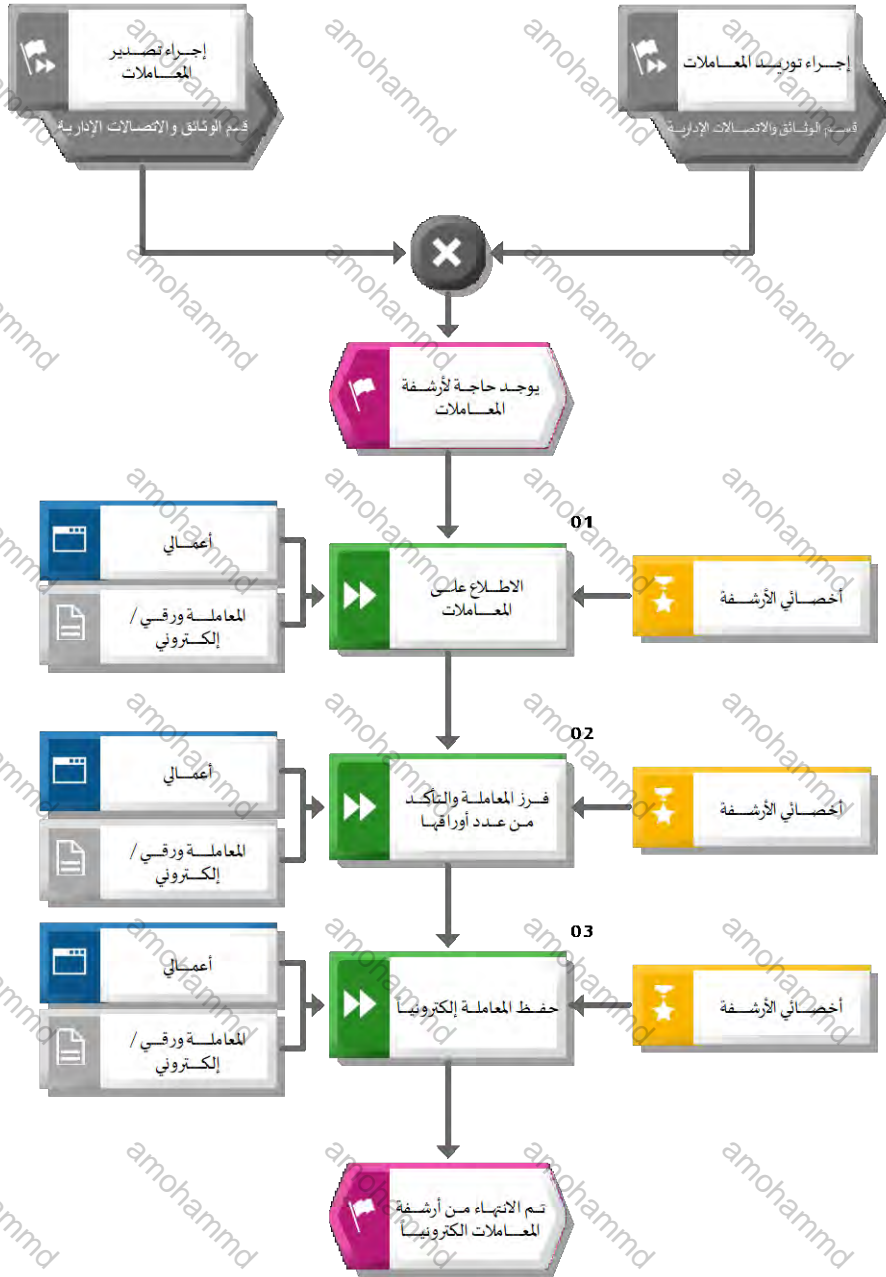 إجراء توريد المعاملات
قسم الوثائق والاتصالات الإدارية
إجراء تصدير
المعاملات
قسم الوثائق والاتصالات الإدارية
يوجد حاجة لأرشفة
المعاملات
01
أخصائي الأرشفة
الاطلاع على
المعاملات
أعمالي
المعاملة ورقي /
إلكتروني
02
أخصائي الأرشفة
فرز المعاملة والتأكد
من عدد أوراقها
أعمالي
المعاملة ورقي /
إلكتروني
03
أخصائي الأرشفة
حفظ المعاملة إلكترونياً
أعمالي
المعاملة ورقي /
إلكتروني
تم الانتهاء من أرشفة
المعاملات الكترونياً
amohammd